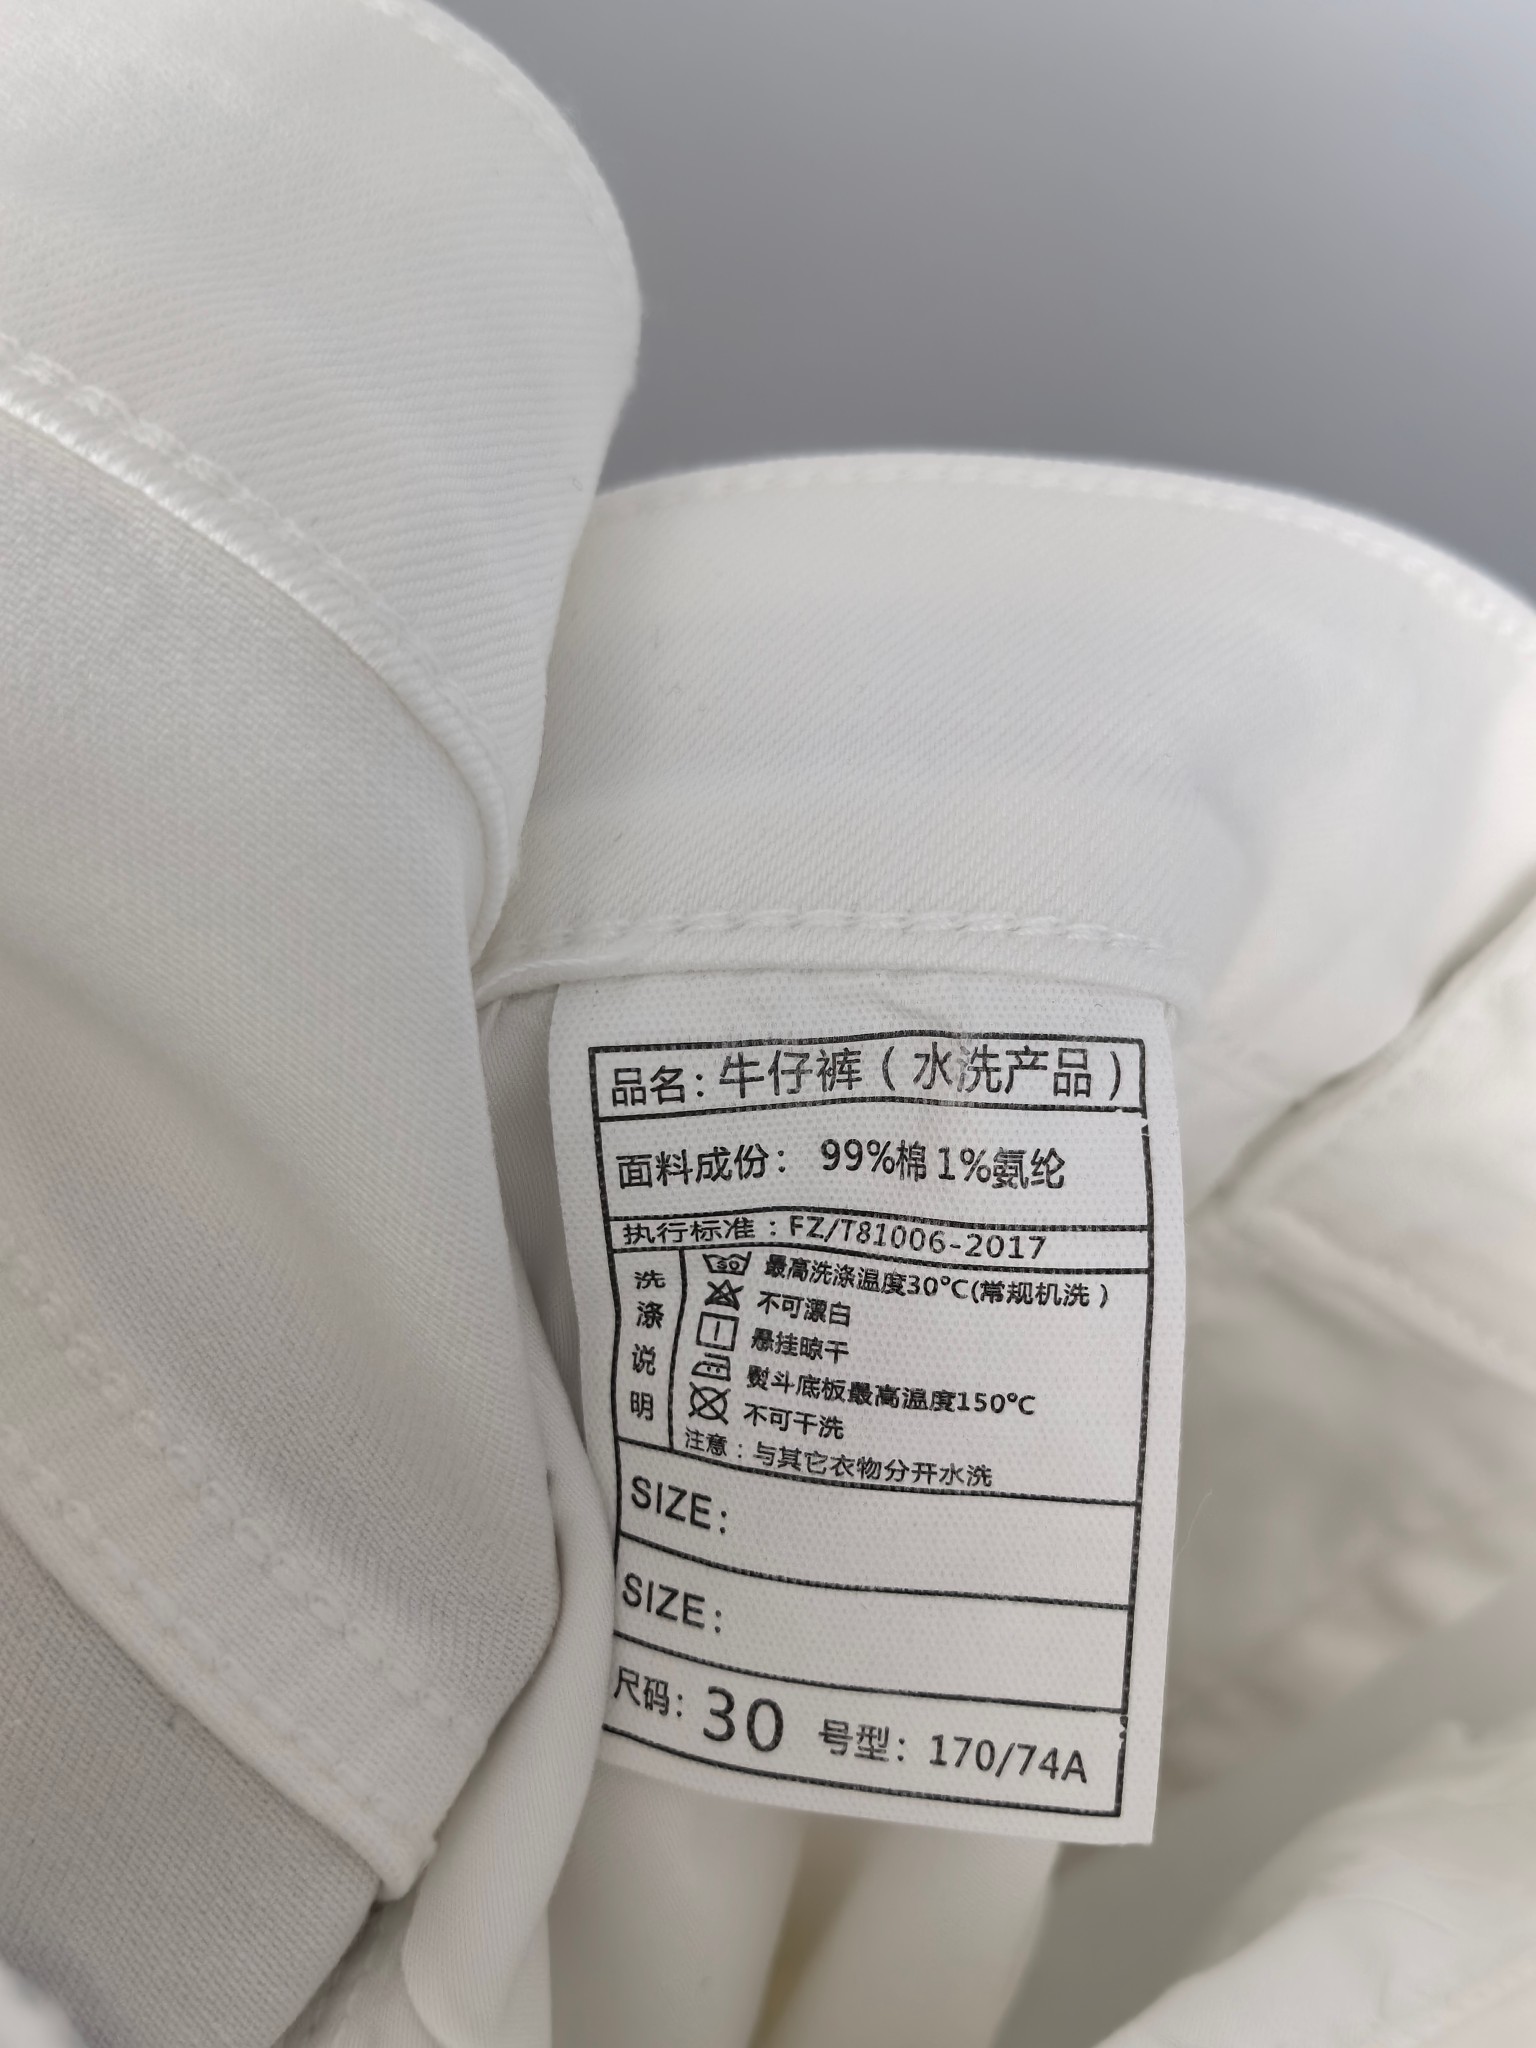 品名：牛仔裤（水洗产品）
面料成份： 99%棉 1%氨纶
执行标准：FZ/T81006-2017
洗涤说明
30 最高洗涤温度30℃(常规机洗）
不可漂白
悬挂晾干
熨斗底板最高温度150℃
不可干洗
注意：与其它衣物分开水洗
SIZE：
SIZE：
尺码：30 号型：170/74A